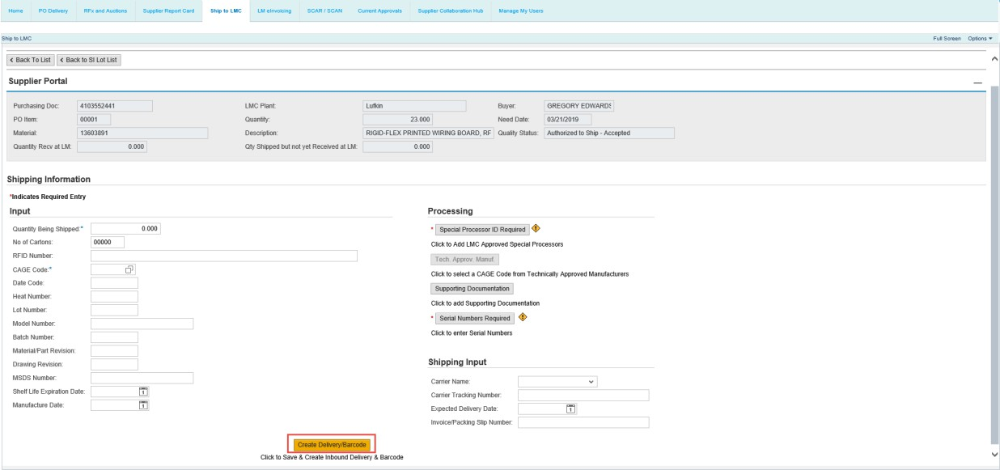 Home PO Delivery RFx and Auctions Supplier Report Card Ship to LMC LM eInvoicing SCAR / SCAN Current Approvals Supplier Collaboration Hub Manage My Users
Ship to LMC Full Screen Options
Back To List Back to SI Lot List
Supplier Portal
Purchasing Doc: 4103552441 LMC Plant: Lufkin Buyer: GREGORY EDWARDS
PO Item: 00001 Quantity: 23.000 Need Date: 03/21/2019
Material: 13603891 Description: RIGID-FLEX PRINTED WIRING BOARD, RF Quality Status: Authorized to Ship - Accepted
Quantity Recv at LM: 0.000 Qty Shipped but not yet Received at LM: 0.000
Shipping Information
*Indicates Required Entry
Input
Quantity Being Shipped:* 0.000
No of Cartons: 00000
RFID Number:
CAGE Code:*
Date Code:
Heat Number:
Lot Number:
Model Number:
Batch Number:
Material/Part Revision:
Drawing Revision:
MSDS Number:
Shelf Life Expiration Date: 1
Manufacture Date: 1
Processing
* Special Processor ID Required
Click to Add LMC Approved Special Processors
Tech. Approv. Manuf.
Click to select a CAGE Code from Technically Approved Manufacturers
Supporting Documentation
Click to add Supporting Documentation
* Serial Numbers Required
Click to enter Serial Numbers
Shipping Input
Carrier Name:
Carrier Tracking Number:
Expected Delivery Date: 1
Invoice/Packing Slip Number:
Create Delivery/Barcode
Click to Save & Create Inbound Delivery & Barcode